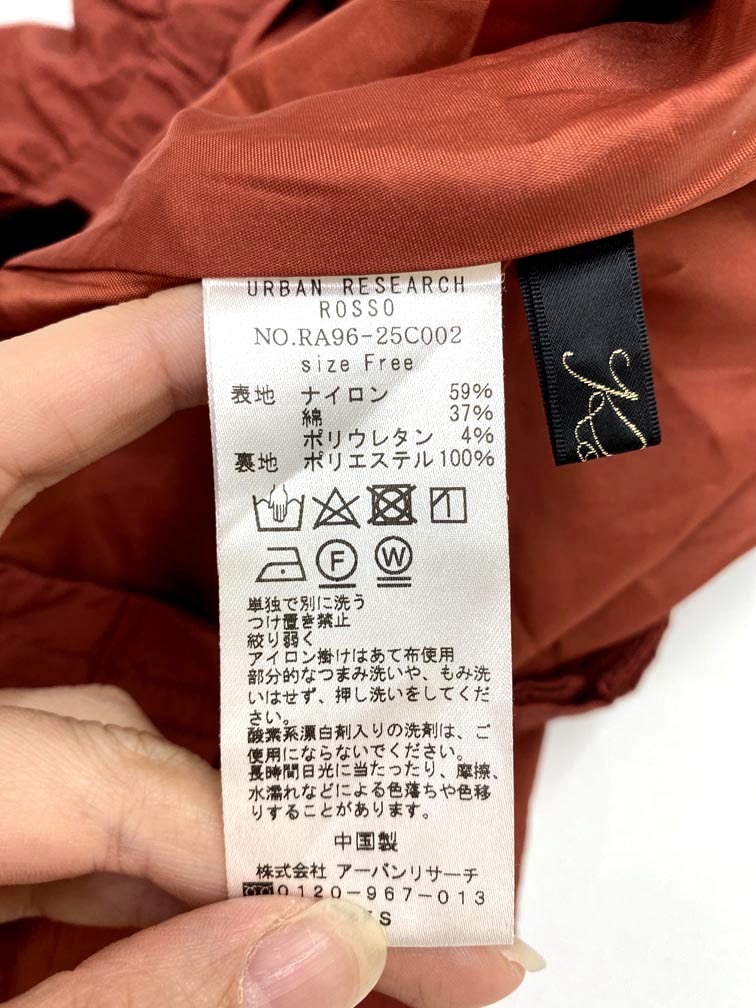 URBAN RESEARCH
ROSSO
NO.RA96-25C002
size Free
表地 ナイロン 59%
綿 37%
ポリウレタン 4%
裏地 ポリエステル 100%
F W
単独で別に洗う
つけ置き禁止
絞り弱く
アイロン掛けはあて布使用
部分的なつまみ洗いや、もみ洗
いはせず、押し洗いをしてくだ
さい。
酸素系漂白剤入りの洗剤は、ご
使用にならないでください。
長時間日光に当たったり、摩擦、
水濡れなどによる色落ちや色移
りすることがあります。
中国製
株式会社 アーバンリサーチ
0120-967-013